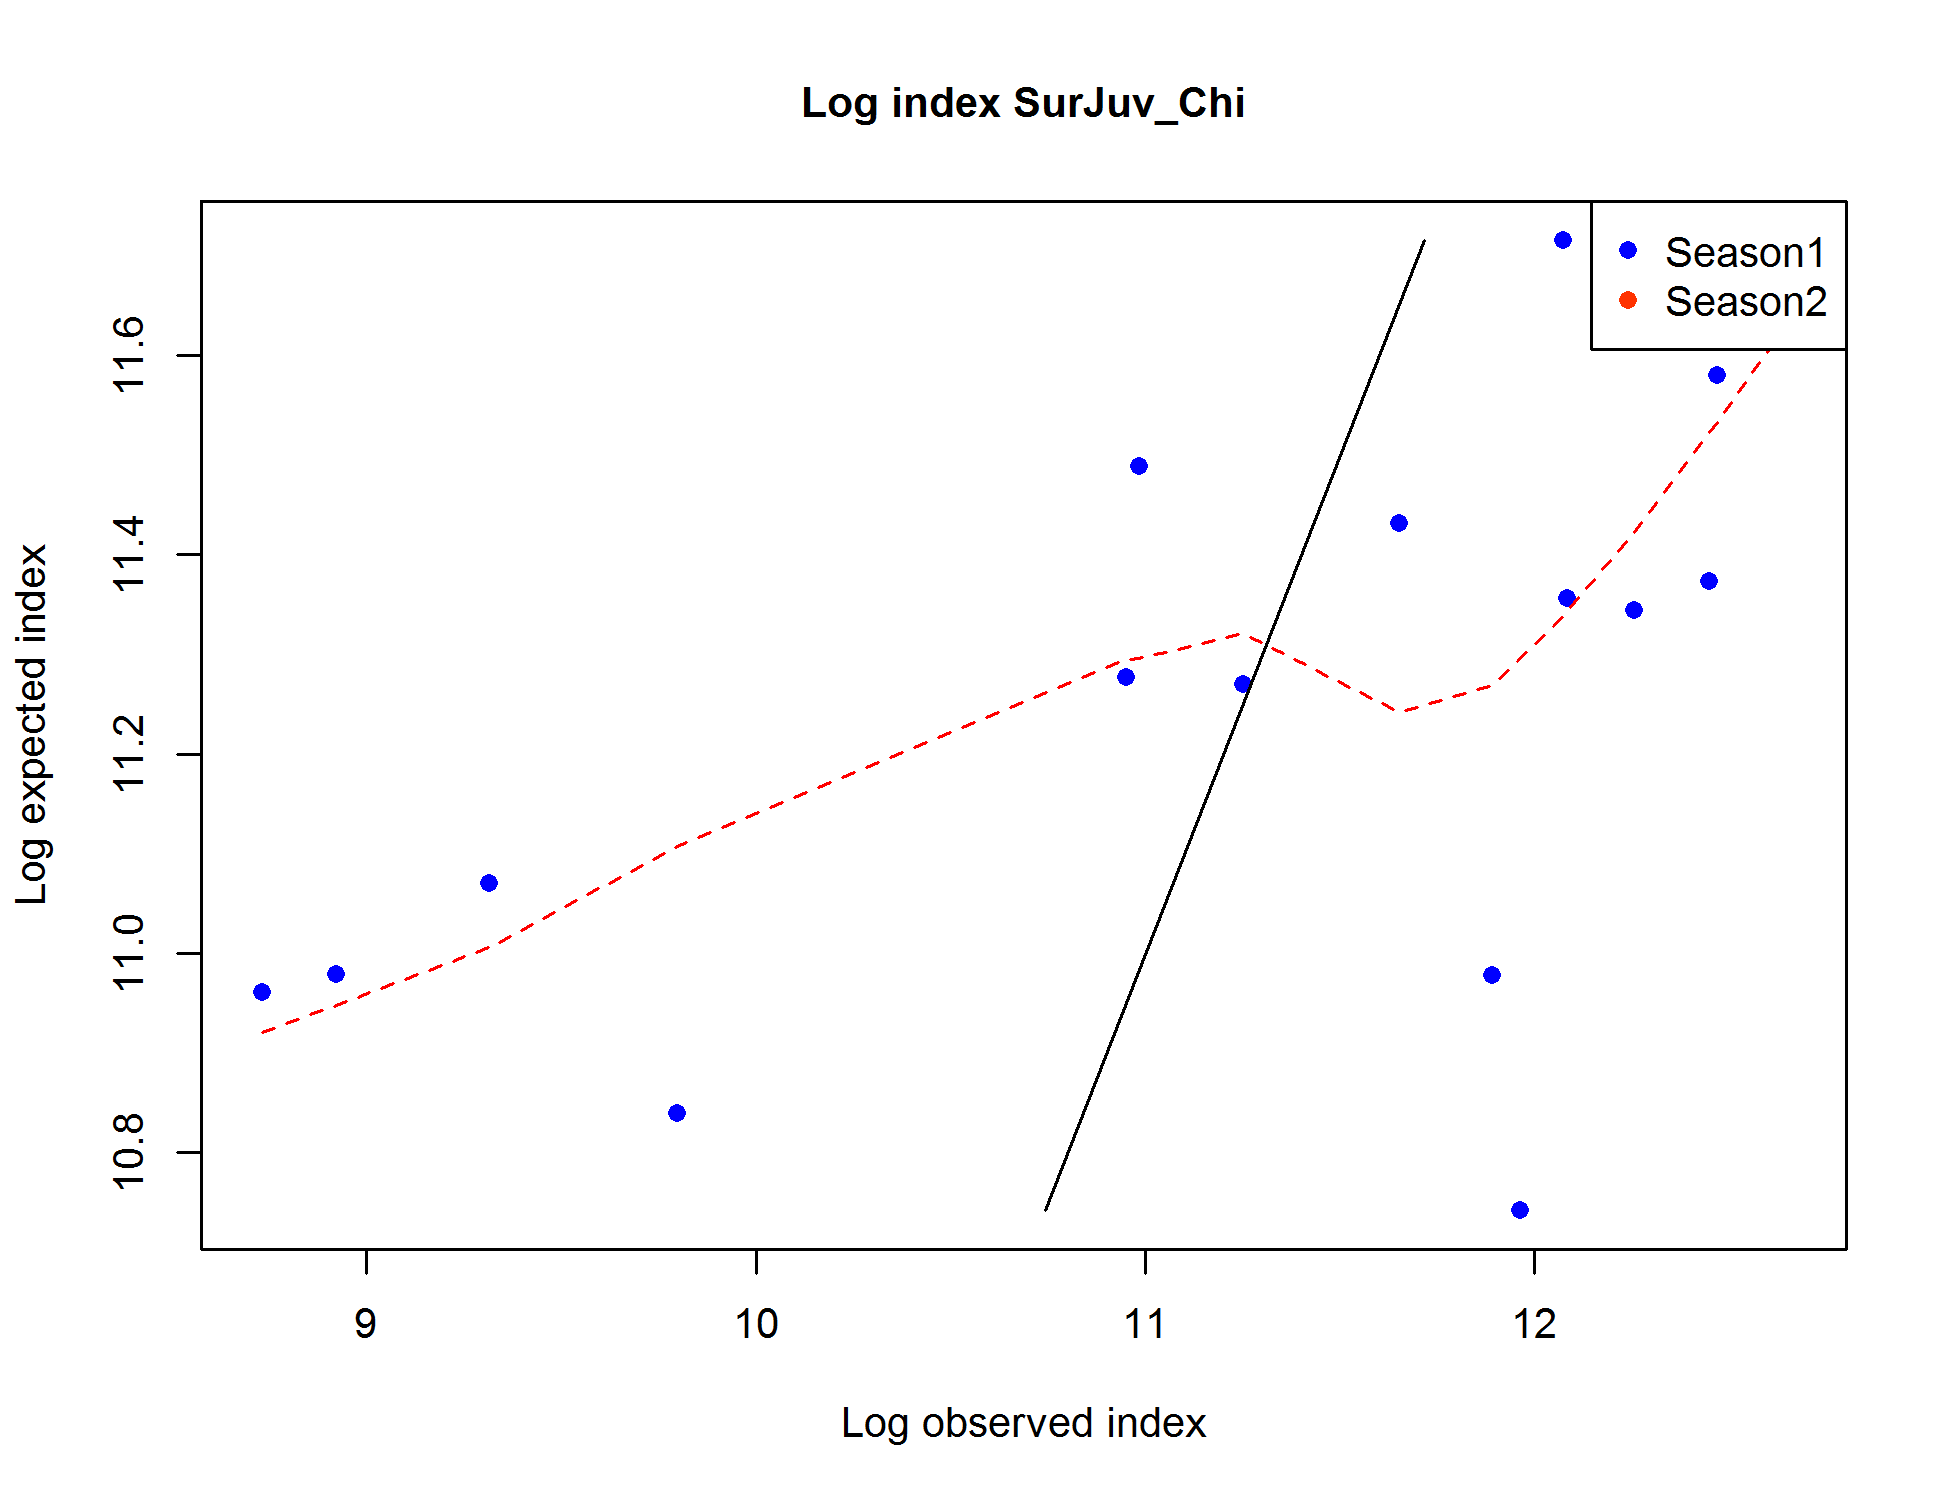 Log index SurJuv_Chi
Season1
Season2
Log expected index
11.6
11.4
11.2
11.0
10.8
9
10
11
12
Log observed index